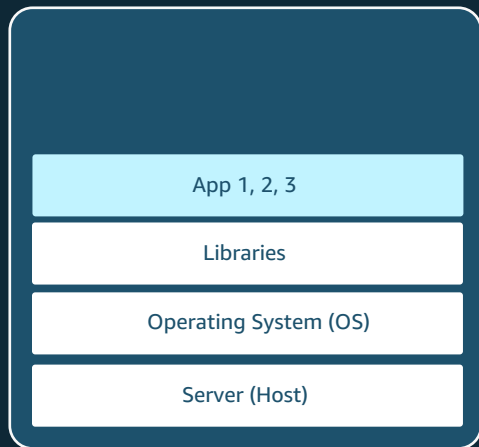 App 1, 2, 3
Libraries
Operating System (OS)
Server (Host)